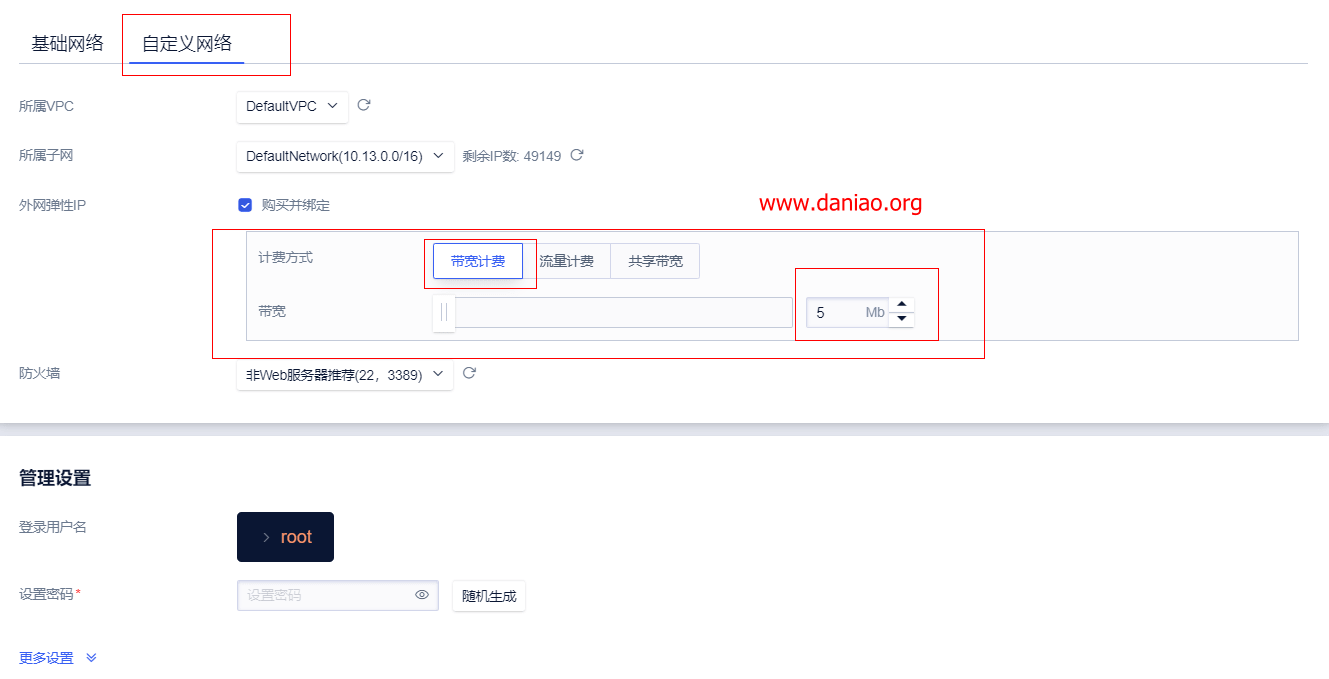 基础网络 自定义网络
所属VPC DefaultVPC
所属子网 DefaultNetwork(10.13.0.0/16) 剩余IP数: 49149
外网弹性IP 购买并绑定
www.daniao.org
计费方式 带宽计费 流量计费 共享带宽
带宽 5 Mb
防火墙 非Web服务器推荐(22，3389)
管理设置
登录用户名 root
设置密码* 设置密码 随机生成
更多设置